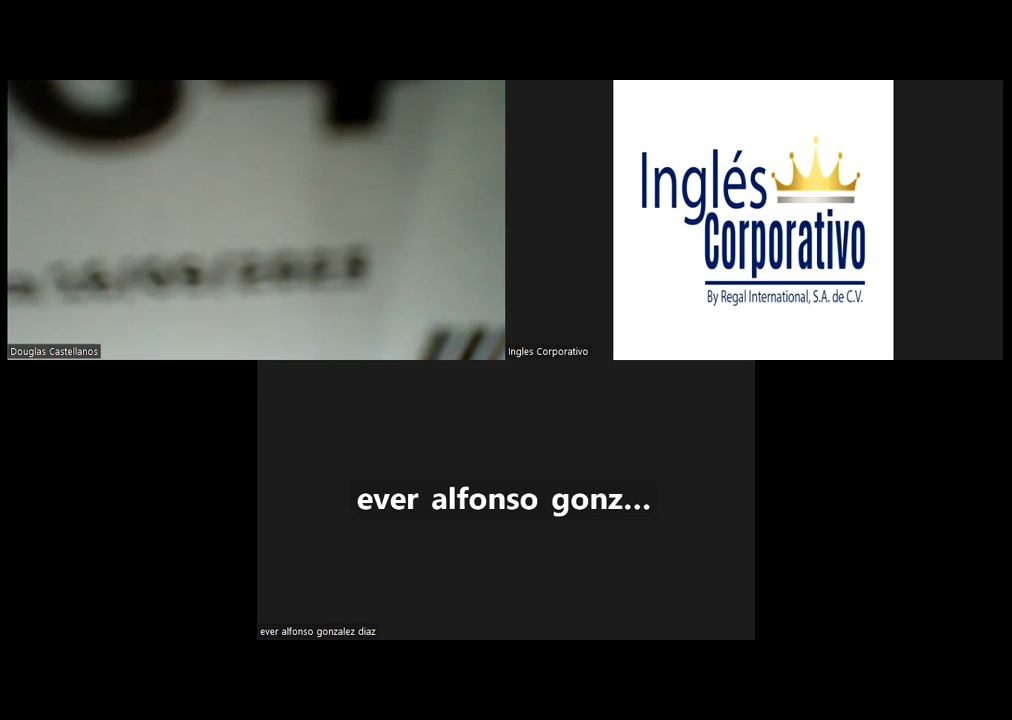 Douglas Castellanos
Inglés
Corporativo
By Regal International, S.A. de C.V.
Ingles Corporativo
ever alfonso gonz...
ever alfonso gonzalez diaz